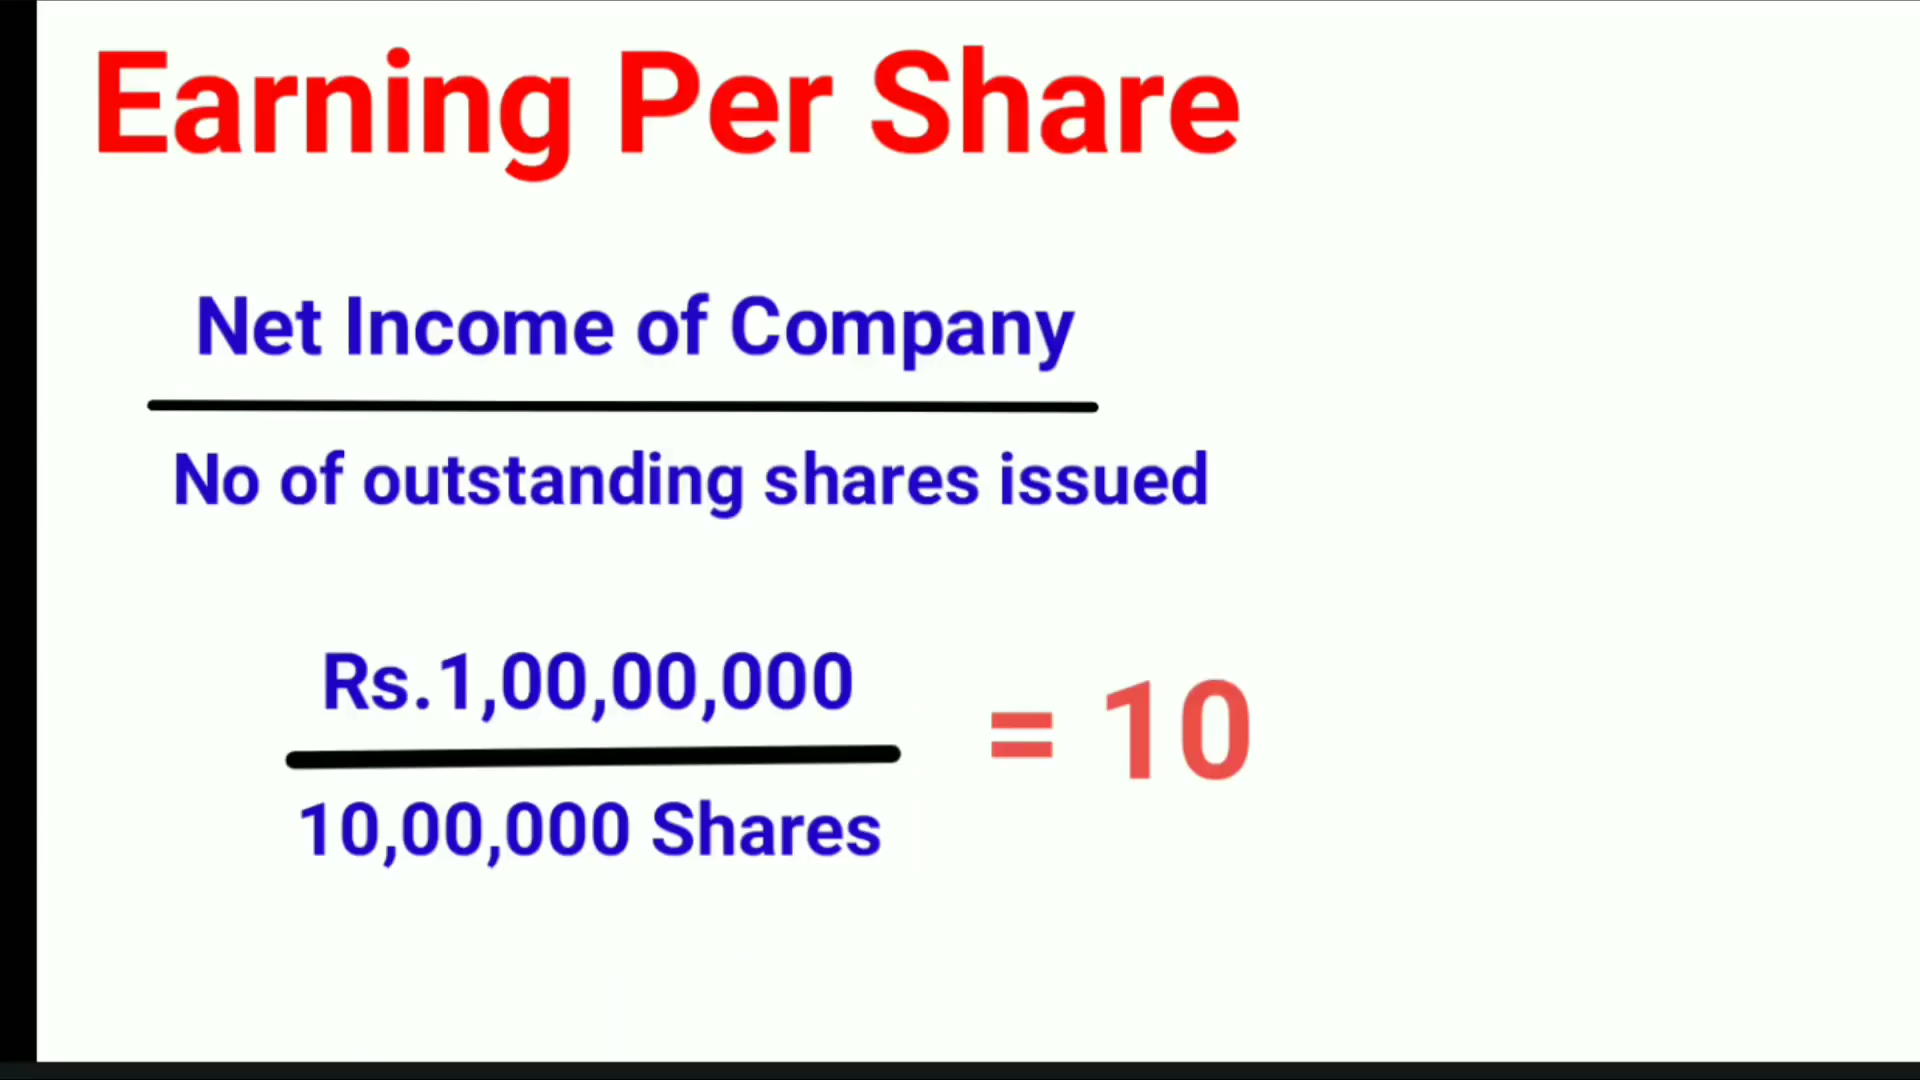 Earning Per Share
Net Income of Company
No of outstanding shares issued
Rs.1,00,00,000
= 10
10,00,000 Shares